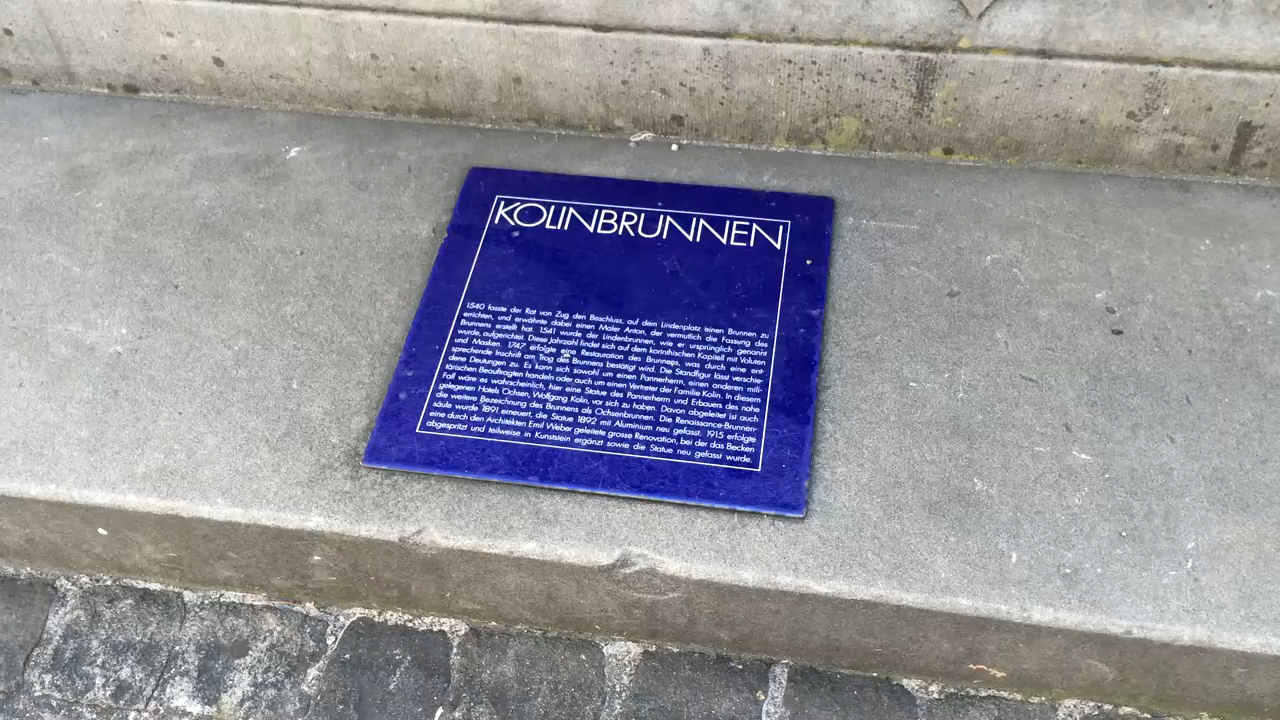 KOLINBRUNNEN
1540 fasste der Rat von Zug den Beschluss, auf dem Lindenplatz einen Brunnen zu
errichten, und erwähnte dabei einen Maler Anton, der vermutlich die Fassung des
Brunnens erstellt hat. 1541 wurde der Lindenbrunnen, wie er ursprünglich genannt
wurde, aufgerichtet. Diese Jahrzahl findet sich auf dem korinthischen Kapitell mit Voluten
und Masken. 1747 erfolgte eine Restauration des Brunnens, was durch eine ent-
sprechende Inschrift am Trog des Brunnens bestätigt wird. Die Standfigur lässt verschie-
dene Deutungen zu. Es kann sich sowohl um einen Pannerherrn, einen anderen mili-
tärischen Beauftragten handeln oder auch um einen Vertreter der Familie Kolin. In diesem
Fall wäre es wahrscheinlich, hier eine Statue des Pannerherrn und Erbauers des nahe
gelegenen Hotels Ochsen, Wolfgang Kolin, vor sich zu haben. Davon abgeleitet ist auch
die weitere Bezeichnung des Brunnens als Ochsenbrunnen. Die Renaissance-Brunnen-
säule wurde 1891 erneuert, die Statue 1892 mit Aluminium neu gefasst. 1915 erfolgte
eine durch den Architekten Emil Weber geleitete grosse Renovation, bei der das Becken
abgespritzt und teilweise in Kunststein ergänzt sowie die Statue neu gefasst wurde.